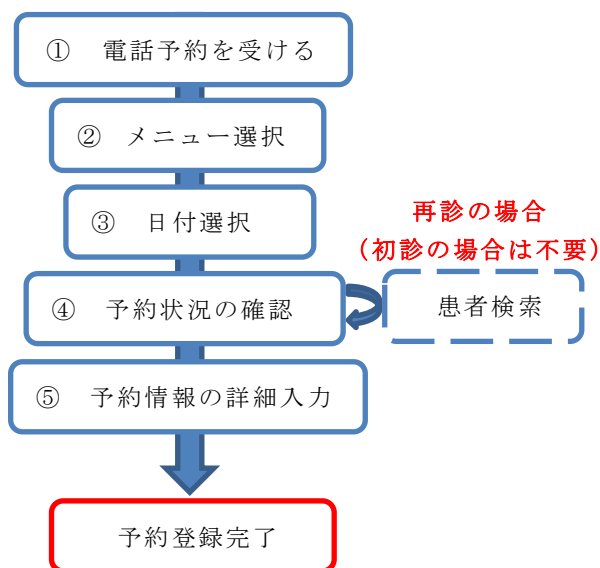 ① 電話予約を受ける
② メニュー選択
③ 日付選択
再診の場合
(初診の場合は不要)
④ 予約状況の確認
患者検索
⑤ 予約情報の詳細入力
予約登録完了